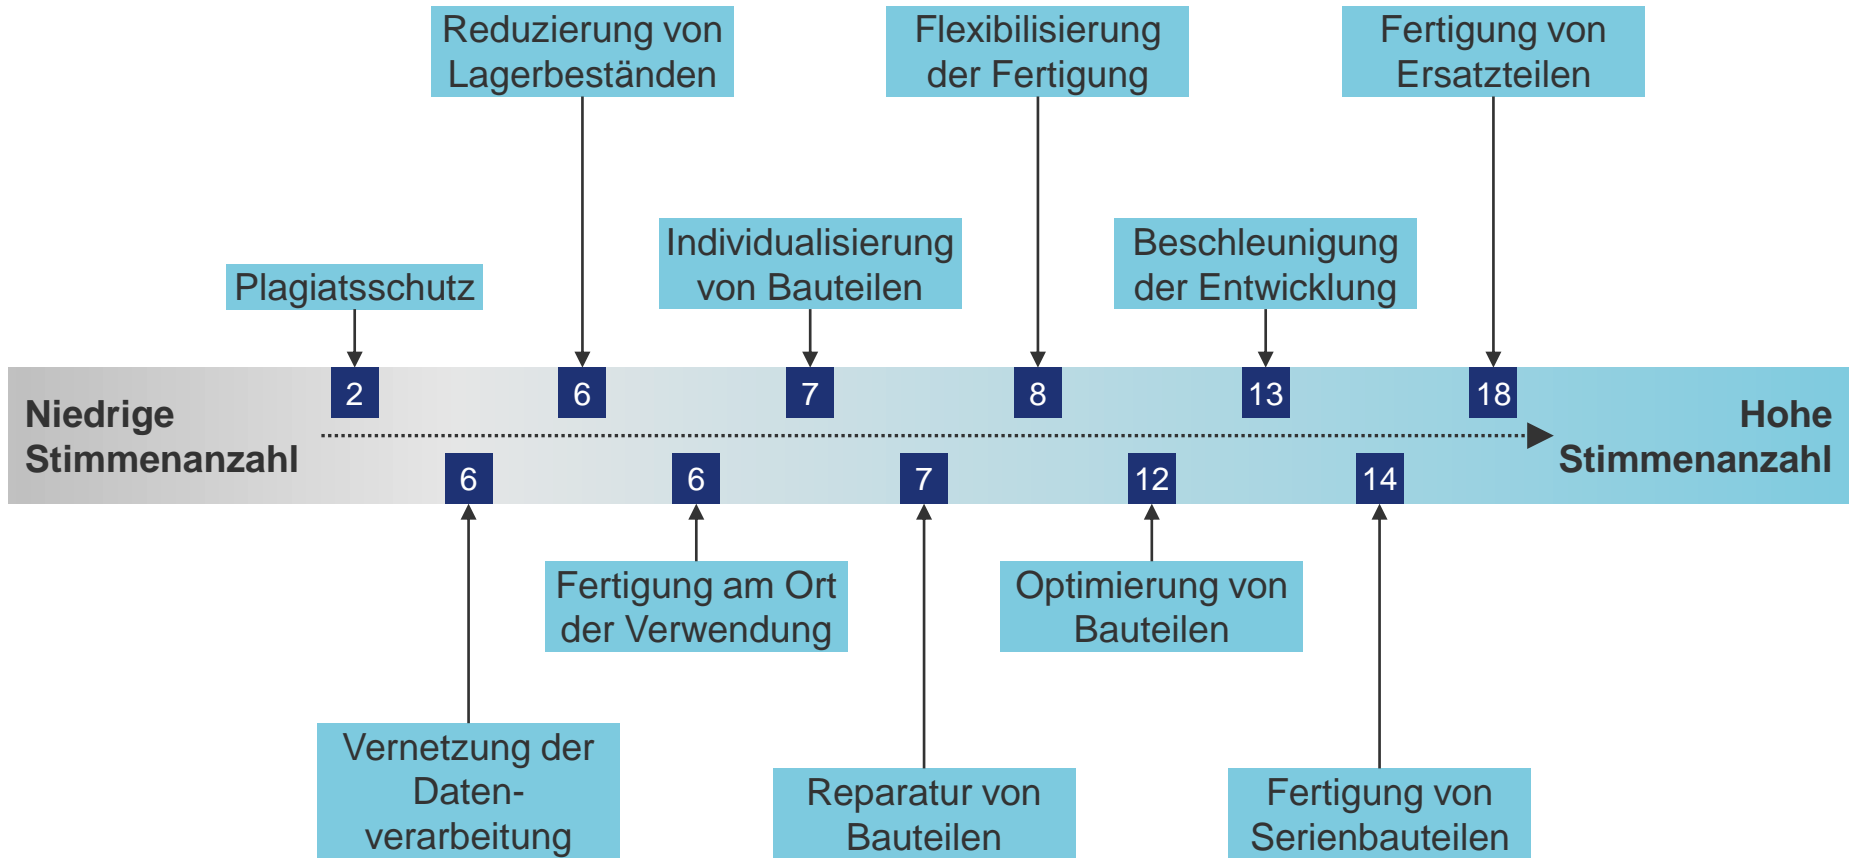 Reduzierung von
Lagerbeständen
Flexibilisierung
der Fertigung
Fertigung von
Ersatzteilen
Individualisierung
von Bauteilen
Beschleunigung
der Entwicklung
Plagiatsschutz
2
6
7
8
13
18
Niedrige
Stimmenanzahl
Hohe
Stimmenanzahl
6
6
7
12
14
Fertigung am Ort
der Verwendung
Optimierung von
Bauteilen
Vernetzung der
Daten-
verarbeitung
Reparatur von
Bauteilen
Fertigung von
Serienbauteilen